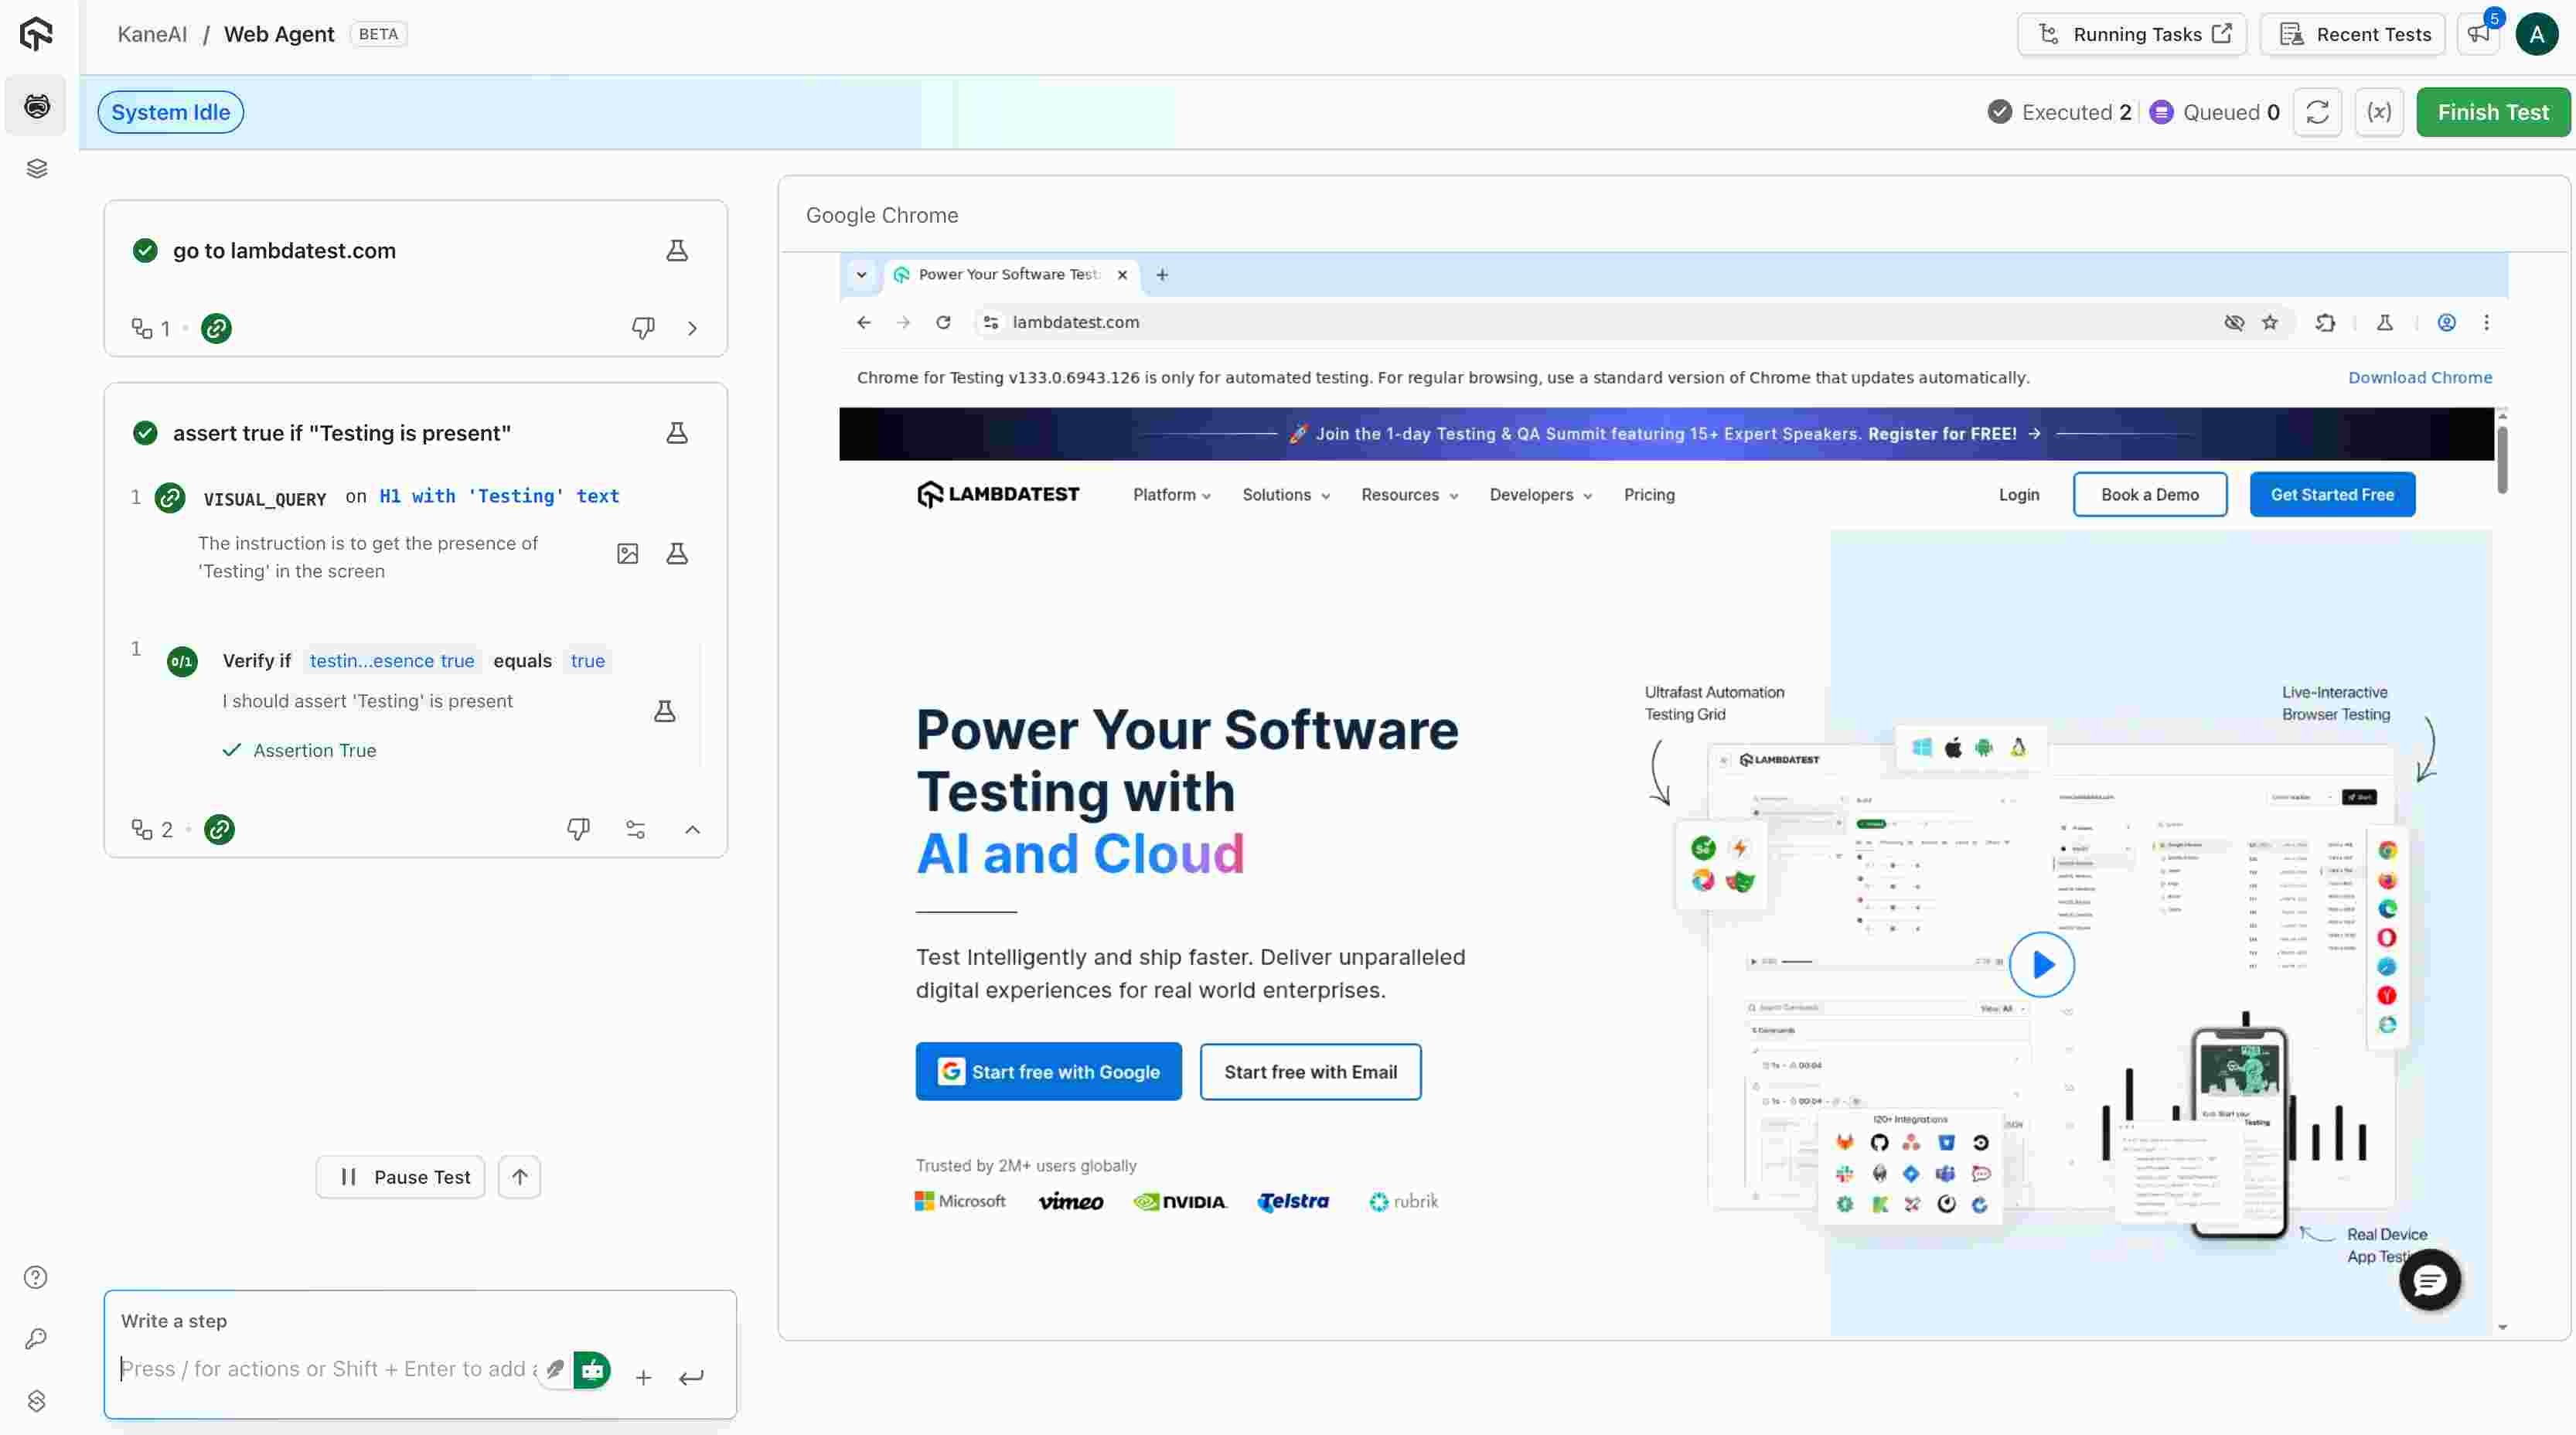 KaneAI / Web Agent BETA
Running Tasks
Recent Tests
5
A
System Idle
Executed 2
Queued 0
(x)
Finish Test
go to lambdatest.com
1
assert true if "Testing is present"
1 VISUAL_QUERY on H1 with 'Testing' text
The instruction is to get the presence of
'Testing' in the screen
1
0/1 Verify if testin...esence true equals true
I should assert 'Testing' is present
Assertion True
2
Pause Test
Write a step
Press / for actions or Shift + Enter to add
Google Chrome
Power Your Software Test
lambdatest.com
Chrome for Testing v133.0.6943.126 is only for automated testing. For regular browsing, use a standard version of Chrome that updates automatically.
Download Chrome
🚀 Join the 1-day Testing & QA Summit featuring 15+ Expert Speakers. Register for FREE! →
LAMBDATEST
Platform
Solutions
Resources
Developers
Pricing
Login
Book a Demo
Get Started Free
Power Your Software
Testing with
AI and Cloud
Test Intelligently and ship faster. Deliver unparalleled
digital experiences for real world enterprises.
Start free with Google
Start free with Email
Trusted by 2M+ users globally
Microsoft
vimeo
NVIDIA.
Telstra
rubrik
Ultrafast Automation
Testing Grid
Live-Interactive
Browser Testing
LAMBDATEST
120+ Integrations
Testing
Real Device
App Testi